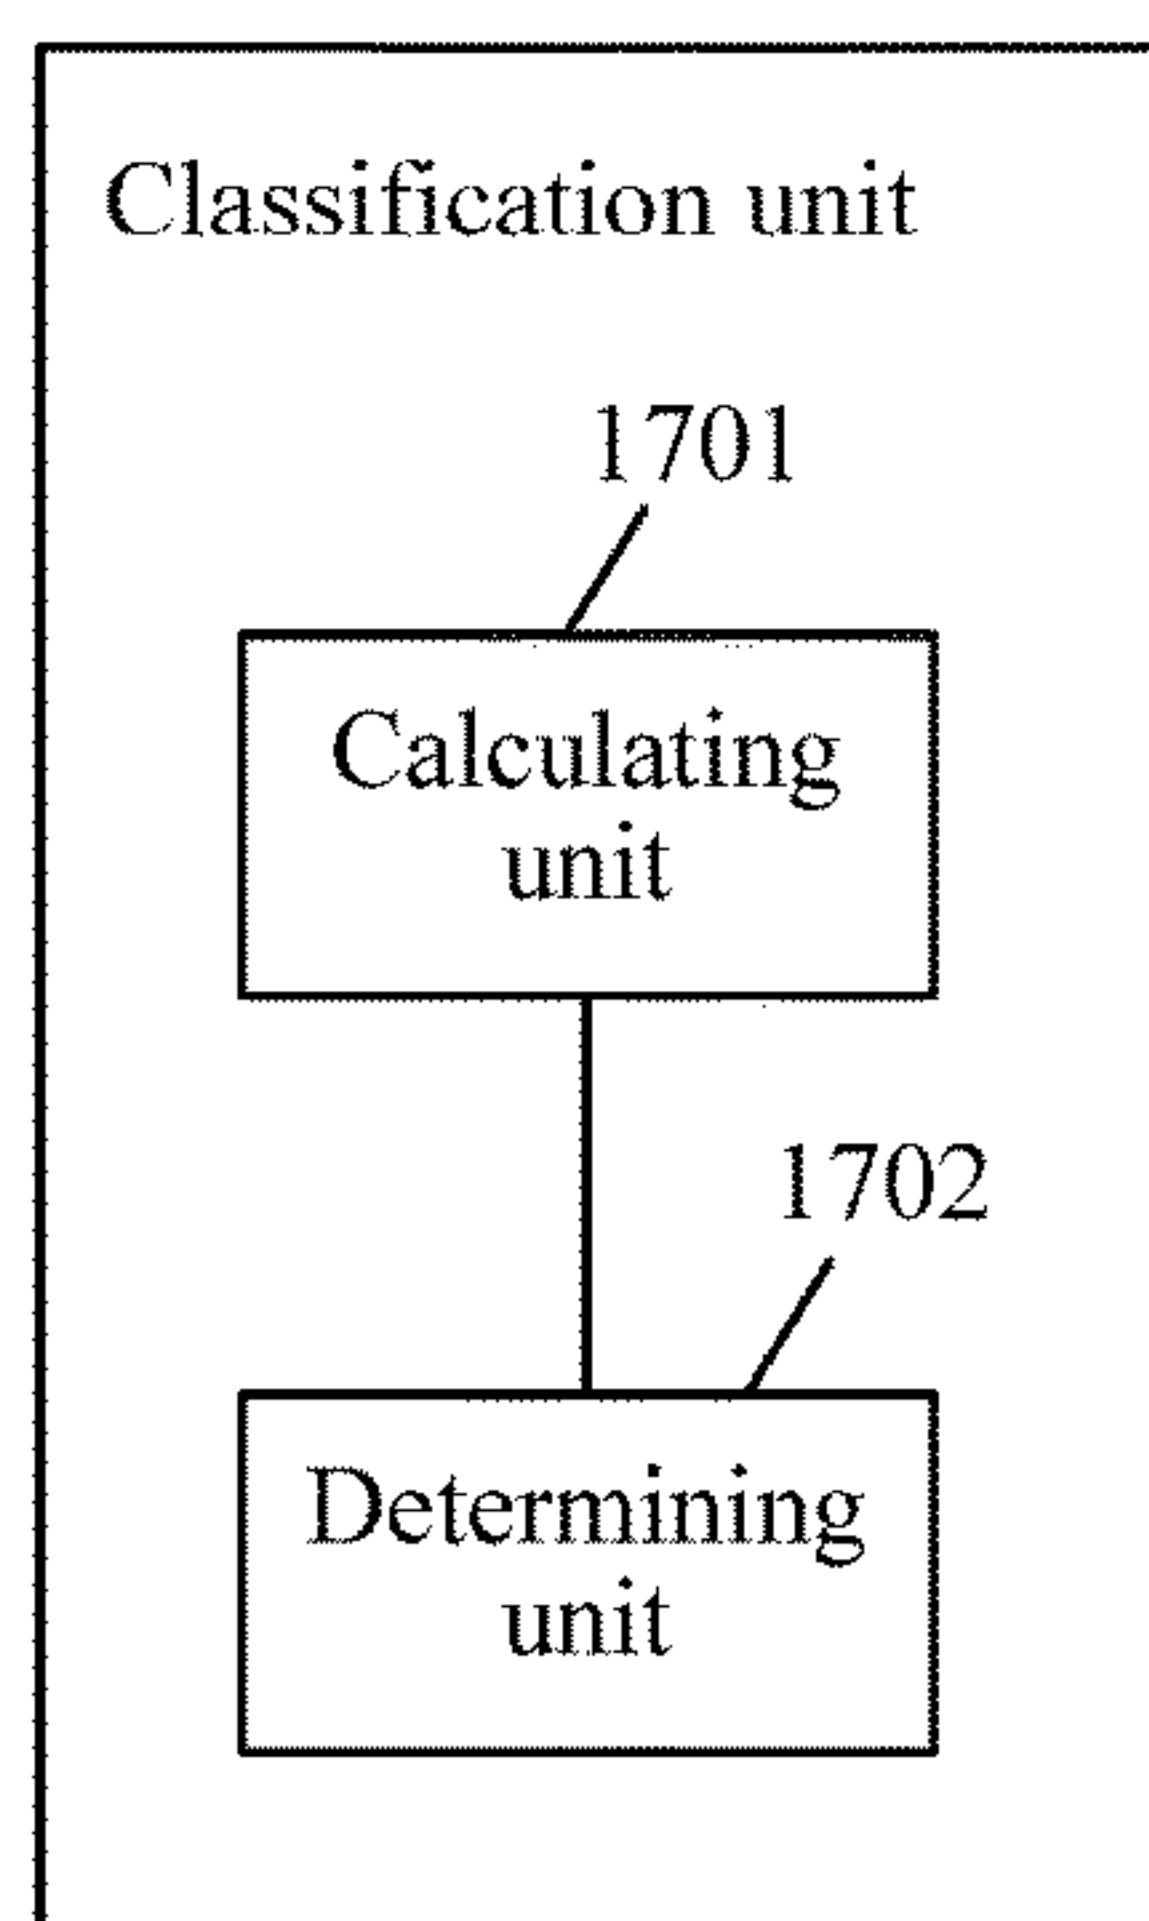 Classification unit
1701
Calculating
unit
1702
Determining
unit